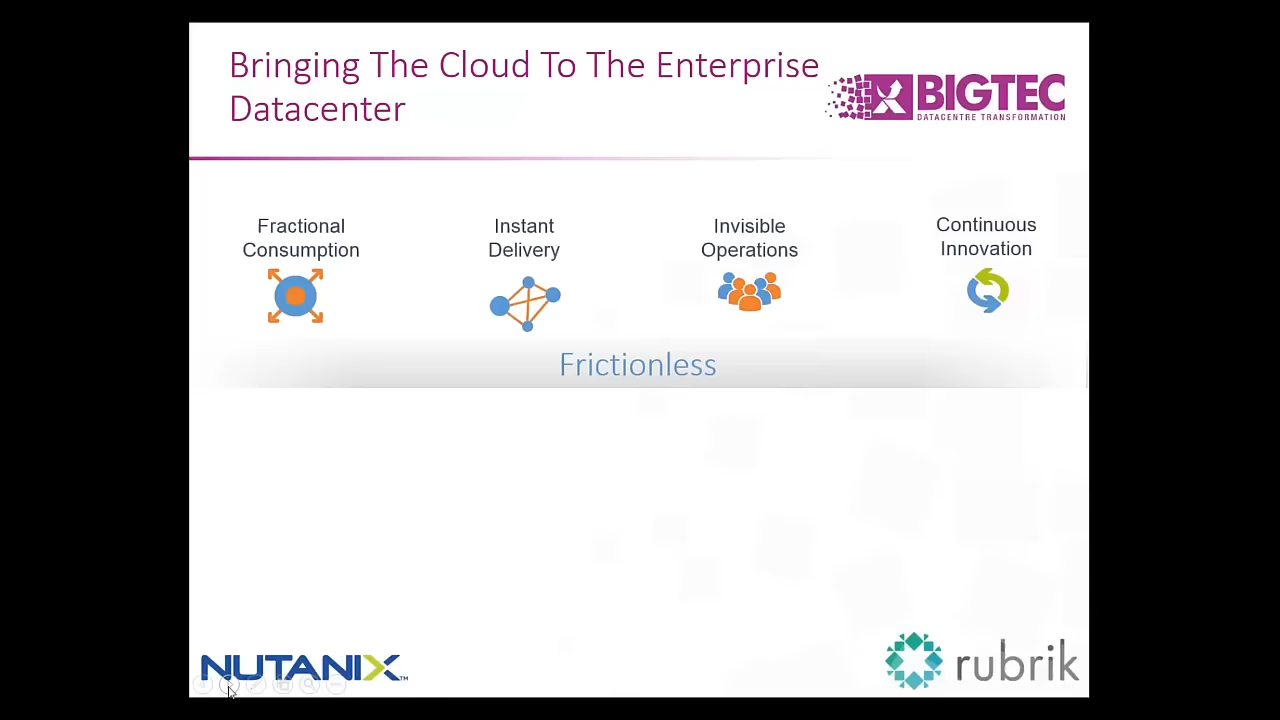 Bringing The Cloud To The Enterprise
Datacenter
BIGTEC
DATACENTRE TRANSFORMATION
Fractional
Consumption
Instant
Delivery
Invisible
Operations
Continuous
Innovation
Frictionless
NUTANIX™
rubrik